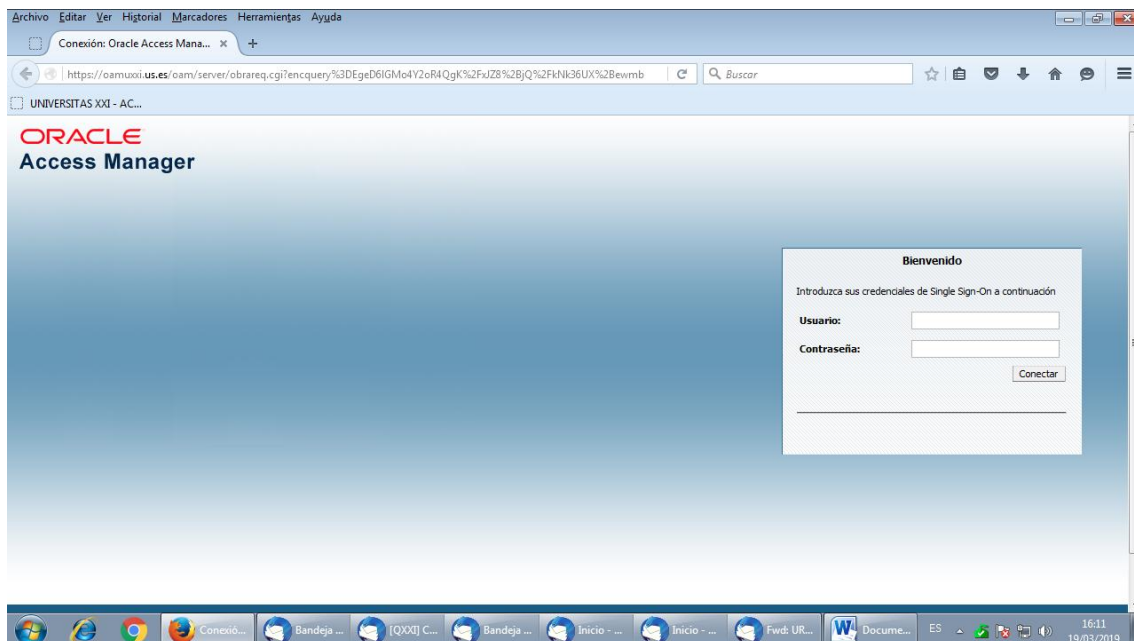 Archivo Editar Ver Historial Marcadores Herramientas Ayuda
Conexión: Oracle Access Mana... × +
https://oamuxxi.us.es/oam/server/obrareq.cgi?encquery%3DEgeD6IGMo4Y2oR4QgK%2FxJZ8%2BjQ%2FkNk36UX%2Bewmb Buscar
UNIVERSITAS XXI - AC...
ORACLE
Access Manager
Bienvenido
Introduzca sus credenciales de Single Sign-On a continuación
Usuario:
Contraseña:
Conectar
Conexió... Bandeja ... [QXXI] C... Bandeja ... Inicio - ... Inicio - ... Fwd: UR... Docume... ES 16:11
19/03/2019